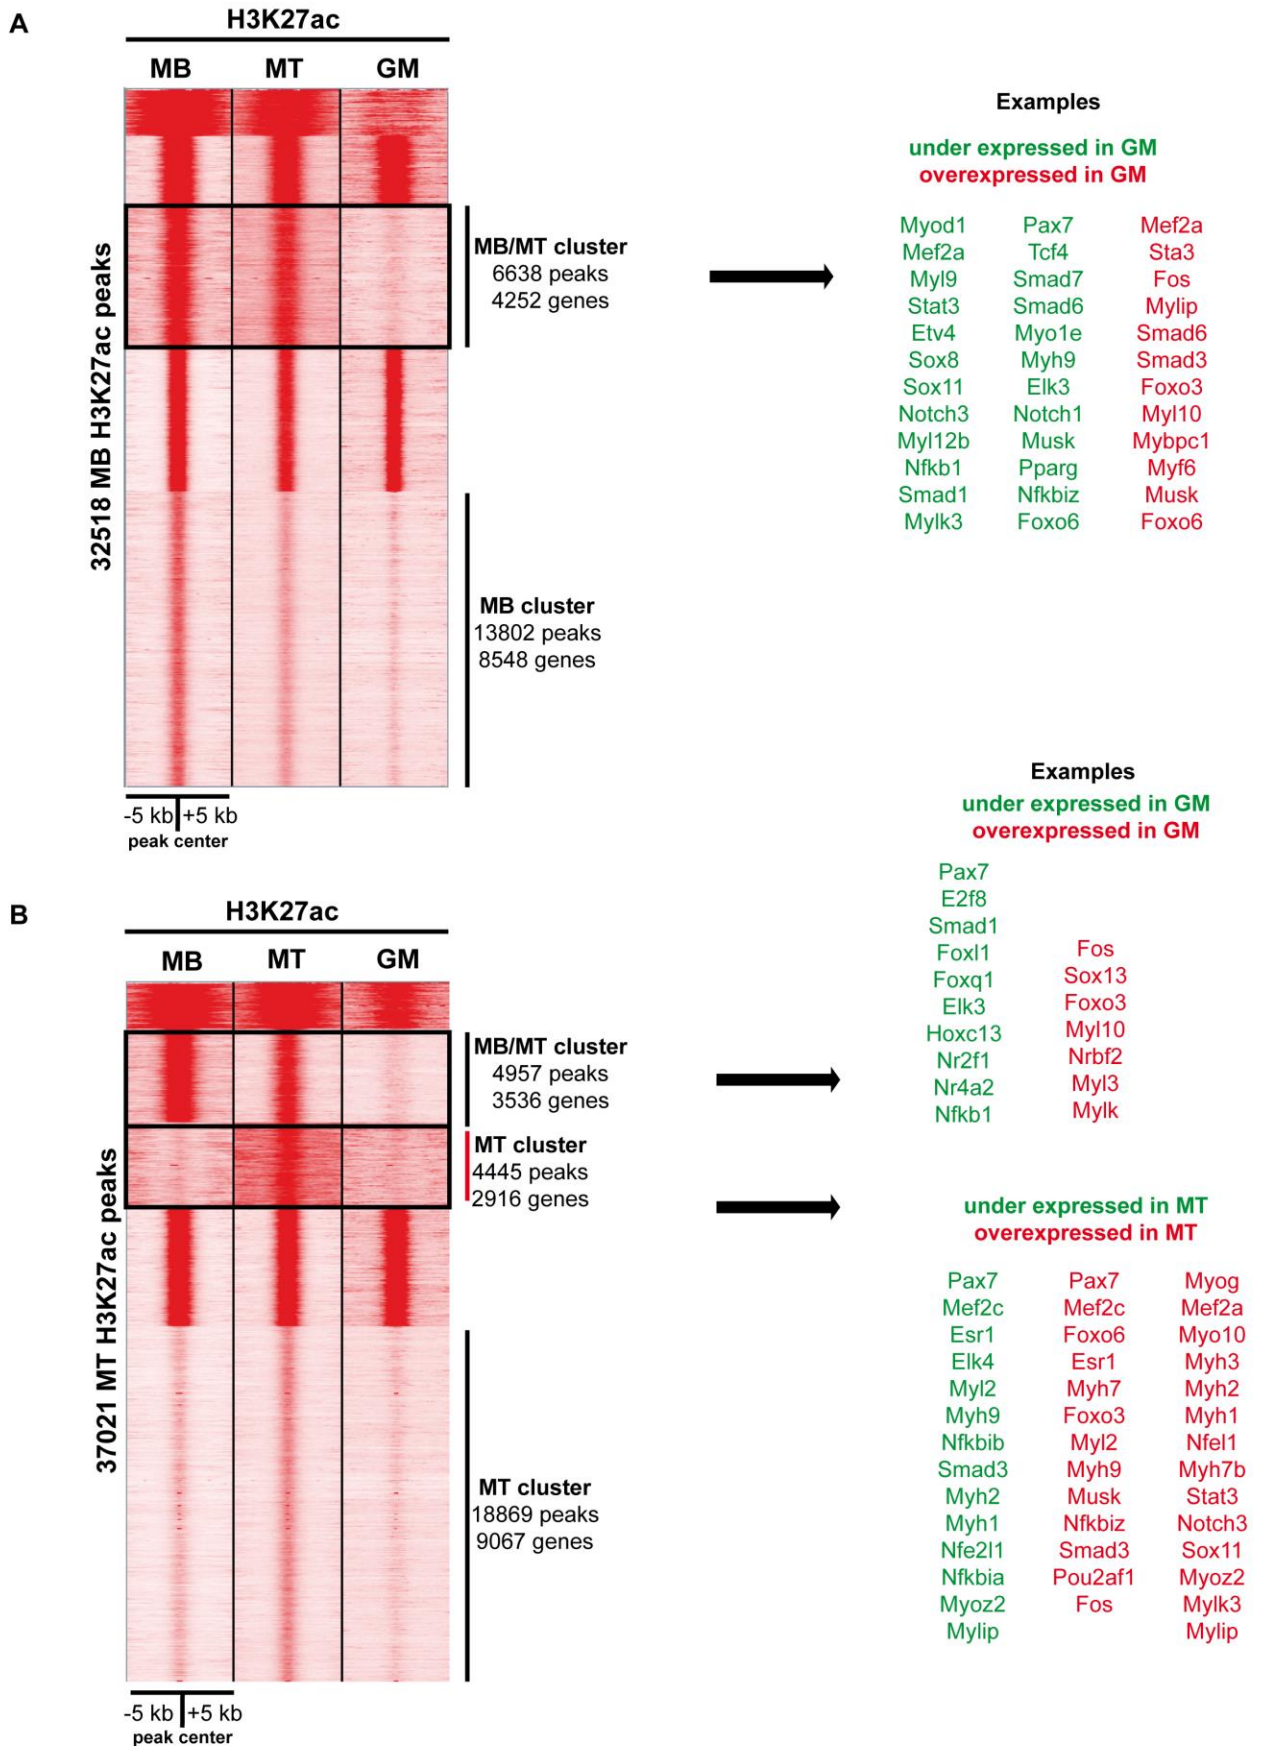 A
H3K27ac
MB MT GM
32518 MB H3K27ac peaks
MB/MT cluster
6638 peaks
4252 genes
MB cluster
13802 peaks
8548 genes
-5 kb +5 kb
peak center
Examples
under expressed in GM
overexpressed in GM
Myod1 Pax7 Mef2a
Mef2a Tcf4 Sta3
Myl9 Smad7 Fos
Stat3 Smad6 Mylip
Etv4 Myo1e Smad6
Sox8 Myh9 Smad3
Sox11 Elk3 Foxo3
Notch3 Notch1 Myl10
Myl12b Musk Mybpc1
Nfkb1 Pparg Myf6
Smad1 Nfkbiz Musk
Mylk3 Foxo6 Foxo6
B
H3K27ac
MB MT GM
37021 MT H3K27ac peaks
MB/MT cluster
4957 peaks
3536 genes
MT cluster
4445 peaks
2916 genes
MT cluster
18869 peaks
9067 genes
-5 kb +5 kb
peak center
Examples
under expressed in GM
overexpressed in GM
Pax7
E2f8
Smad1
Foxl1 Fos
Foxq1 Sox13
Elk3 Foxo3
Hoxc13 Myl10
Nr2f1 Nrbf2
Nr4a2 Myl3
Nfkb1 Mylk
under expressed in MT
overexpressed in MT
Pax7 Pax7 Myog
Mef2c Mef2c Mef2a
Esr1 Foxo6 Myo10
Elk4 Esr1 Myh3
Myl2 Myh7 Myh2
Myh9 Foxo3 Myh1
Nfkbib Myl2 Nfel1
Smad3 Myh9 Myh7b
Myh2 Musk Stat3
Myh1 Nfkbiz Notch3
Nfe2l1 Smad3 Sox11
Nfkbia Pou2af1 Myoz2
Myoz2 Fos Mylk3
Mylip Mylip